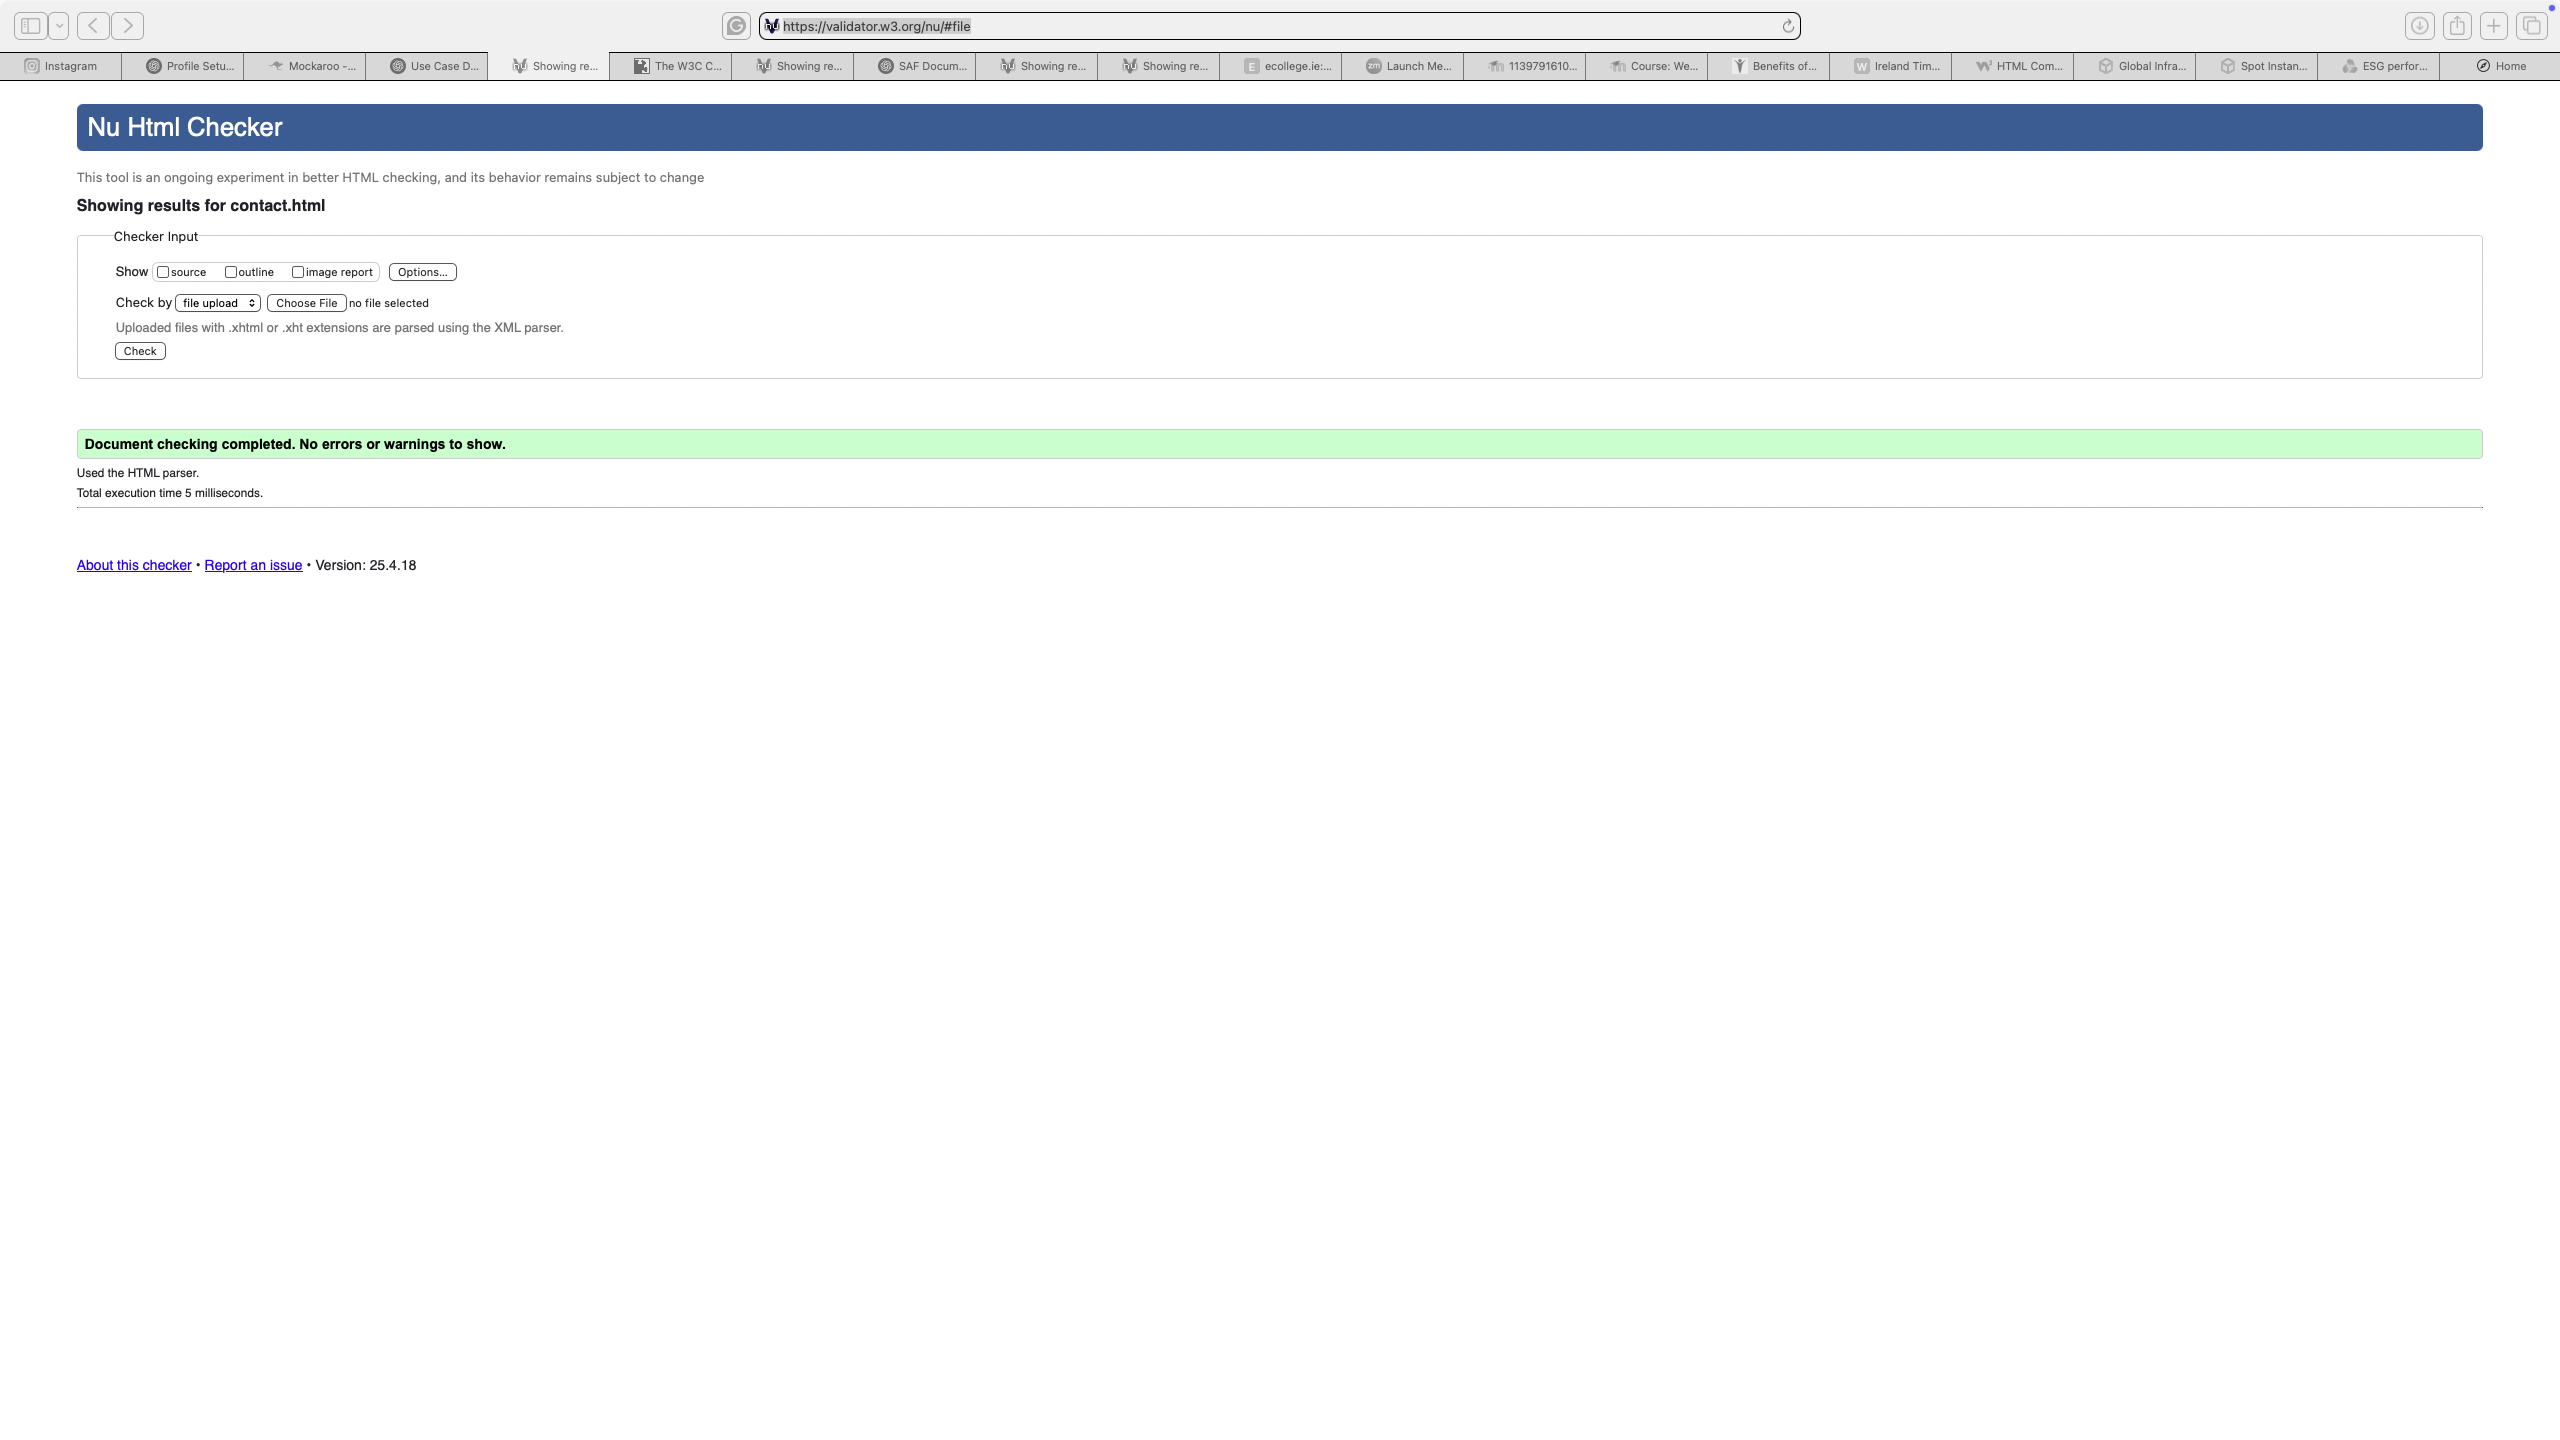 https://validator.w3.org/nu/#file
Instagram
Profile Setu...
Mockaroo -...
Use Case D...
Showing re...
The W3C C...
Showing re...
SAF Docum...
Showing re...
Showing re...
ecollege.ie:...
Launch Me...
1139791610...
Course: We...
Benefits of...
Ireland Tim...
HTML Com...
Global Infra...
Spot Instan...
ESG perfor...
Home
Nu Html Checker
This tool is an ongoing experiment in better HTML checking, and its behavior remains subject to change
Showing results for contact.html
Checker Input
Show source outline image report Options...
Check by file upload Choose File no file selected
Uploaded files with .xhtml or .xht extensions are parsed using the XML parser.
Check
Document checking completed. No errors or warnings to show.
Used the HTML parser.
Total execution time 5 milliseconds.
About this checker • Report an issue • Version: 25.4.18